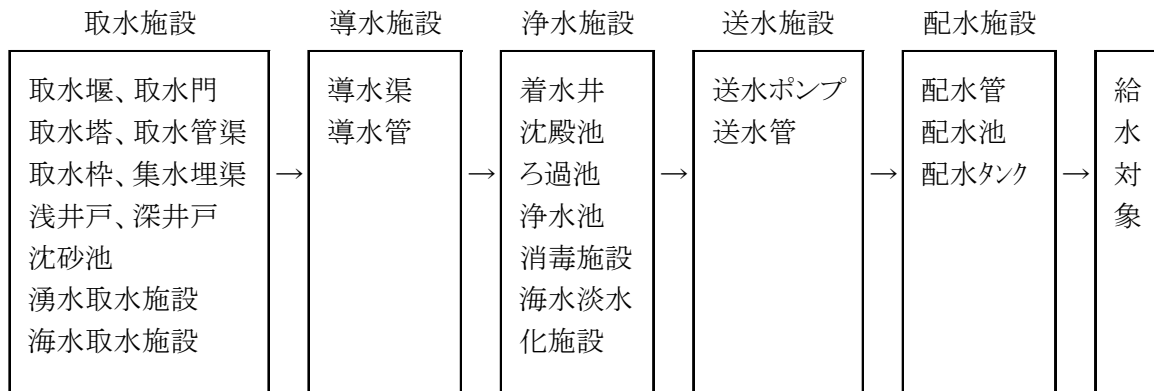 取水施設
導水施設
浄水施設
送水施設
配水施設
取水堰、取水門
取水塔、取水管渠
取水枠、集水埋渠
浅井戸、深井戸
沈砂池
湧水取水施設
海水取水施設
→
導水渠
導水管
→
着水井
沈殿池
ろ過池
浄水池
消毒施設
海水淡水
化施設
→
送水ポンプ
送水管
→
配水管
配水池
配水タンク
→
給
水
対
象